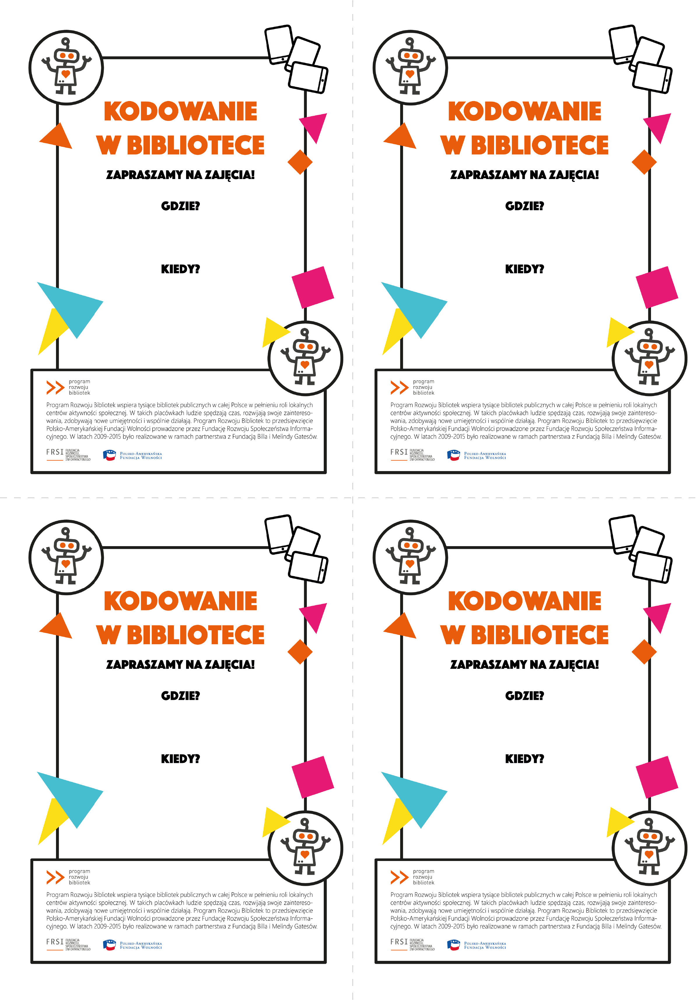 KODOWANIE
W BIBLIOTECE
ZAPRASZAMY NA ZAJĘCIA!
GDZIE?
KIEDY?
program
rozwoju
bibliotek
Program Rozwoju Bibliotek wspiera tysiące bibliotek publicznych w całej Polsce w pełnieniu roli lokalnych
centrów aktywności społecznej. W takich placówkach ludzie spędzają czas, rozwijają swoje zaintereso-
wania, zdobywają nowe umiejętności i wspólnie działają. Program Rozwoju Bibliotek to przedsięwzięcie
Polsko-Amerykańskiej Fundacji Wolności prowadzone przez Fundację Rozwoju Społeczeństwa Informa-
cyjnego. W latach 2009-2015 było realizowane w ramach partnerstwa z Fundacją Billa i Melindy Gatesów.
FRSI FUNDACJA
ROZWOJU
SPOŁECZEŃSTWA
INFORMACYJNEGO
POLSKO-AMERYKAŃSKA
FUNDACJA WOLNOŚCI
KODOWANIE
W BIBLIOTECE
ZAPRASZAMY NA ZAJĘCIA!
GDZIE?
KIEDY?
program
rozwoju
bibliotek
Program Rozwoju Bibliotek wspiera tysiące bibliotek publicznych w całej Polsce w pełnieniu roli lokalnych
centrów aktywności społecznej. W takich placówkach ludzie spędzają czas, rozwijają swoje zaintereso-
wania, zdobywają nowe umiejętności i wspólnie działają. Program Rozwoju Bibliotek to przedsięwzięcie
Polsko-Amerykańskiej Fundacji Wolności prowadzone przez Fundację Rozwoju Społeczeństwa Informa-
cyjnego. W latach 2009-2015 było realizowane w ramach partnerstwa z Fundacją Billa i Melindy Gatesów.
FRSI FUNDACJA
ROZWOJU
SPOŁECZEŃSTWA
INFORMACYJNEGO
POLSKO-AMERYKAŃSKA
FUNDACJA WOLNOŚCI
KODOWANIE
W BIBLIOTECE
ZAPRASZAMY NA ZAJĘCIA!
GDZIE?
KIEDY?
program
rozwoju
bibliotek
Program Rozwoju Bibliotek wspiera tysiące bibliotek publicznych w całej Polsce w pełnieniu roli lokalnych
centrów aktywności społecznej. W takich placówkach ludzie spędzają czas, rozwijają swoje zaintereso-
wania, zdobywają nowe umiejętności i wspólnie działają. Program Rozwoju Bibliotek to przedsięwzięcie
Polsko-Amerykańskiej Fundacji Wolności prowadzone przez Fundację Rozwoju Społeczeństwa Informa-
cyjnego. W latach 2009-2015 było realizowane w ramach partnerstwa z Fundacją Billa i Melindy Gatesów.
FRSI FUNDACJA
ROZWOJU
SPOŁECZEŃSTWA
INFORMACYJNEGO
POLSKO-AMERYKAŃSKA
FUNDACJA WOLNOŚCI
KODOWANIE
W BIBLIOTECE
ZAPRASZAMY NA ZAJĘCIA!
GDZIE?
KIEDY?
program
rozwoju
bibliotek
Program Rozwoju Bibliotek wspiera tysiące bibliotek publicznych w całej Polsce w pełnieniu roli lokalnych
centrów aktywności społecznej. W takich placówkach ludzie spędzają czas, rozwijają swoje zaintereso-
wania, zdobywają nowe umiejętności i wspólnie działają. Program Rozwoju Bibliotek to przedsięwzięcie
Polsko-Amerykańskiej Fundacji Wolności prowadzone przez Fundację Rozwoju Społeczeństwa Informa-
cyjnego. W latach 2009-2015 było realizowane w ramach partnerstwa z Fundacją Billa i Melindy Gatesów.
FRSI FUNDACJA
ROZWOJU
SPOŁECZEŃSTWA
INFORMACYJNEGO
POLSKO-AMERYKAŃSKA
FUNDACJA WOLNOŚCI